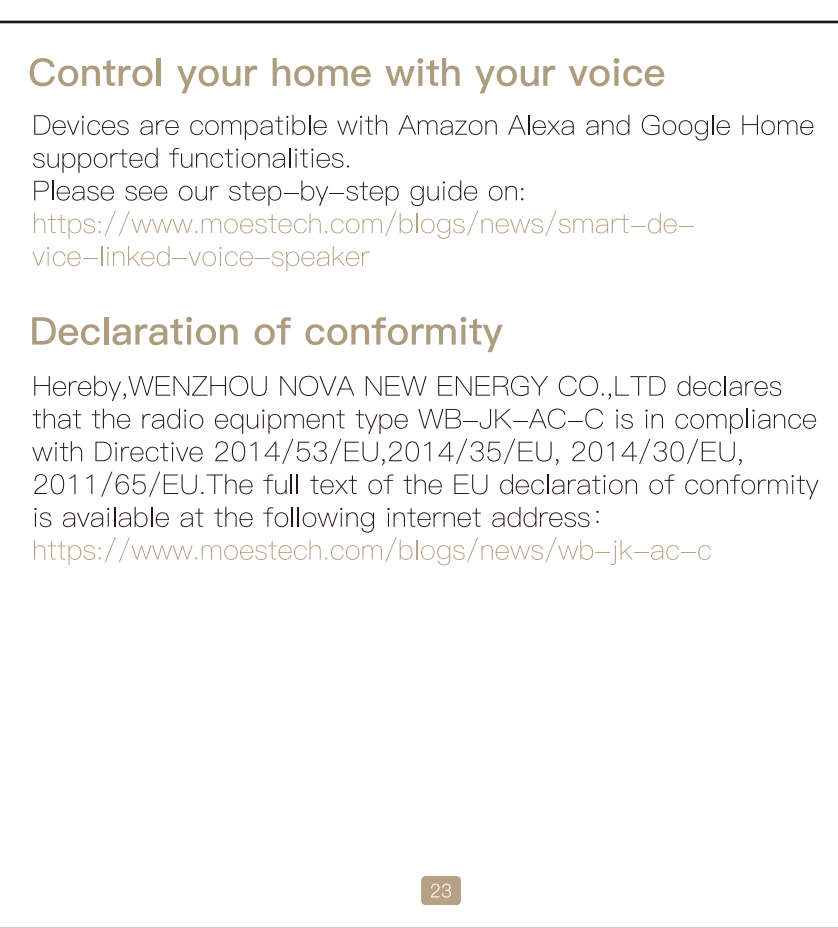 Control your home with your voice
Devices are compatible with Amazon Alexa and Google Home
supported functionalities.
Please see our step–by–step guide on:
https://www.moestech.com/blogs/news/smart–de–
vice–linked–voice–speaker
Declaration of conformity
Hereby,WENZHOU NOVA NEW ENERGY CO.,LTD declares
that the radio equipment type WB–JK–AC–C is in compliance
with Directive 2014/53/EU,2014/35/EU, 2014/30/EU,
2011/65/EU.The full text of the EU declaration of conformity
is available at the following internet address：
https://www.moestech.com/blogs/news/wb–jk–ac–c
23